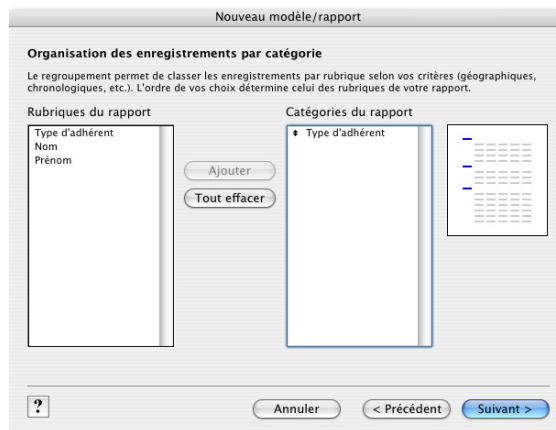 Nouveau modèle/rapport
Organisation des enregistrements par catégorie
Le regroupement permet de classer les enregistrements par rubrique selon vos critères (géographiques,
chronologiques, etc.). L'ordre de vos choix détermine celui des rubriques de votre rapport.
Rubriques du rapport
Type d'adhérent
Nom
Prénom
Ajouter
Tout effacer
Catégories du rapport
Type d'adhérent
?
Annuler
< Précédent
Suivant >